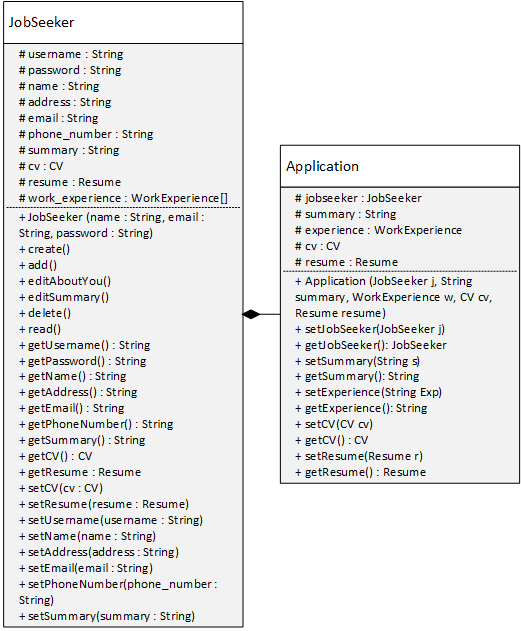 JobSeeker
# username : String
# password : String
# name : String
# address : String
# email : String
# phone_number : String
# summary : String
# cv : CV
# resume : Resume
# work_experience : WorkExperience[]
+ JobSeeker (name : String, email :
String, password : String)
+ create()
+ add()
+ editAboutYou()
+ editSummary()
+ delete()
+ read()
+ getUsername() : String
+ getPassword() : String
+ getName() : String
+ getAddress() : String
+ getEmail() : String
+ getPhoneNumber() : String
+ getSummary() : String
+ getCV() : CV
+ getResume : Resume
+ setCV(cv : CV)
+ setResume(resume : Resume)
+ setUsername(username : String)
+ setName(name : String)
+ setAddress(address : String)
+ setEmail(email : String)
+ setPhoneNumber(phone_number :
String)
+ setSummary(summary : String)
Application
# jobseeker : JobSeeker
# summary : String
# experience : WorkExperience
# cv : CV
# resume : Resume
+ Application (JobSeeker j, String
summary, WorkExperience w, CV cv,
Resume resume)
+ setJobSeeker(JobSeeker j)
+ getJobSeeker(): JobSeeker
+ setSummary(String s)
+ getSummary(): String
+ setExperience(String Exp)
+ getExperience(): String
+ setCV(CV cv)
+ getCV() : CV
+ setResume(Resume r)
+ getResume() : Resume